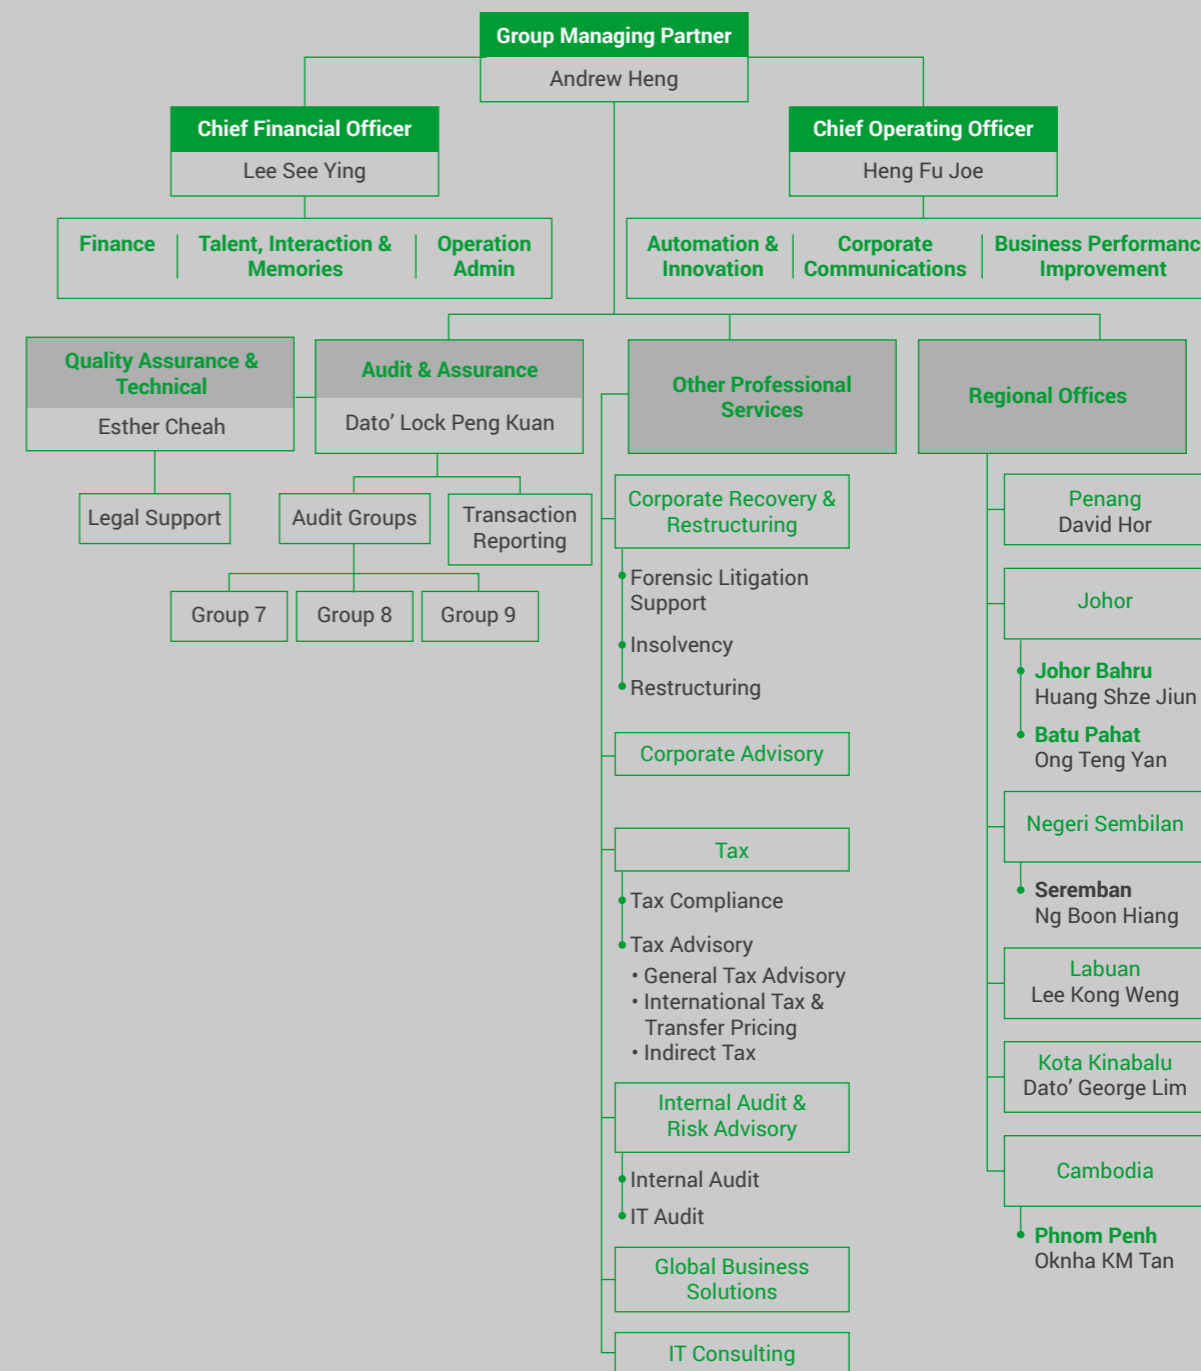 Group Managing Partner
Andrew Heng
Chief Financial Officer
Lee See Ying
Chief Operating Officer
Heng Fu Joe
Finance
Talent, Interaction &
Memories
Operation
Admin
Automation &
Innovation
Corporate
Communications
Business Performanc
Improvement
Quality Assurance &
Technical
Esther Cheah
Legal Support
Audit & Assurance
Dato’ Lock Peng Kuan
Audit Groups
Transaction
Reporting
Group 7
Group 8
Group 9
Other Professional
Services
Corporate Recovery &
Restructuring
Forensic Litigation
Support
Insolvency
Restructuring
Corporate Advisory
Tax
Tax Compliance
Tax Advisory
• General Tax Advisory
• International Tax &
Transfer Pricing
• Indirect Tax
Internal Audit &
Risk Advisory
Internal Audit
IT Audit
Global Business
Solutions
IT Consulting
Regional Offices
Penang
David Hor
Johor
Johor Bahru
Huang Shze Jiun
Batu Pahat
Ong Teng Yan
Negeri Sembilan
Seremban
Ng Boon Hiang
Labuan
Lee Kong Weng
Kota Kinabalu
Dato’ George Lim
Cambodia
Phnom Penh
Oknha KM Tan